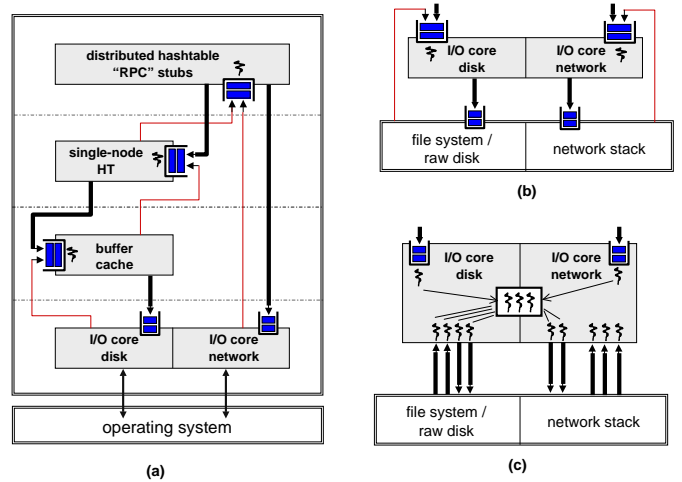 distributed hashtable
“RPC” stubs
single-node
HT
buffer
cache
I/O core
disk
I/O core
network
operating system
(a)
I/O core
disk
I/O core
network
file system /
raw disk
network stack
(b)
I/O core
disk
I/O core
network
file system /
raw disk
network stack
(c)